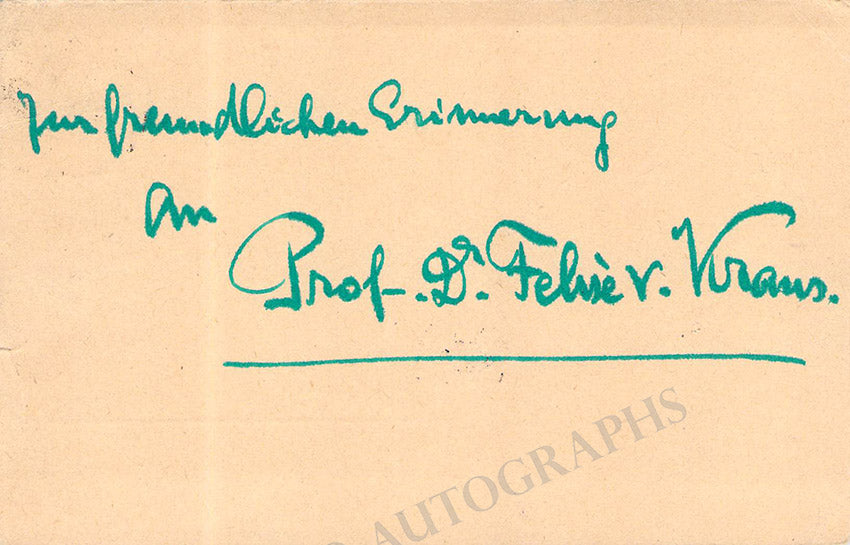 Zur freundlichen Erinnerung
an
Prof. Dr. Felix v. Kraus.
AUTOGRAPHS